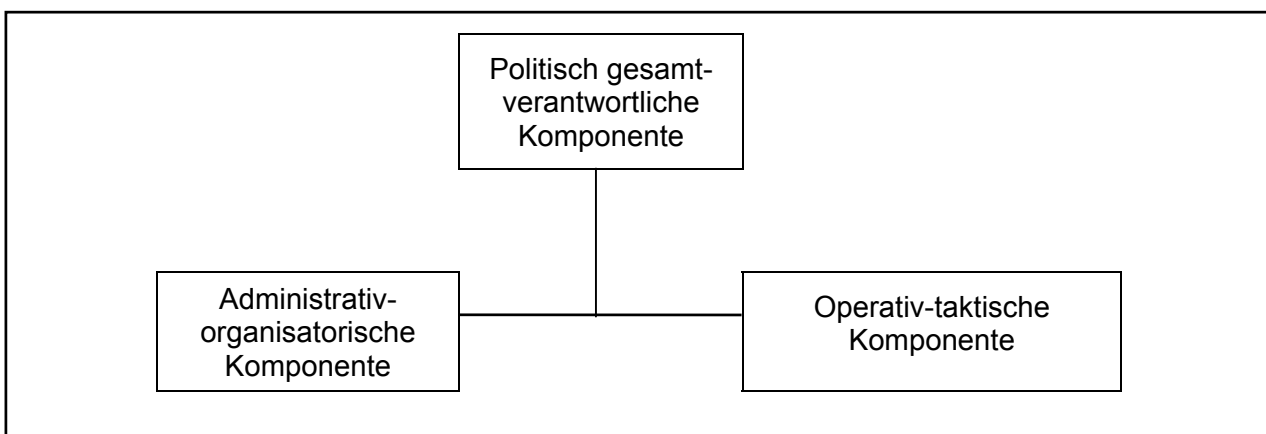 Politisch gesamt-
verantwortliche
Komponente
Administrativ-
organisatorische
Komponente
Operativ-taktische
Komponente